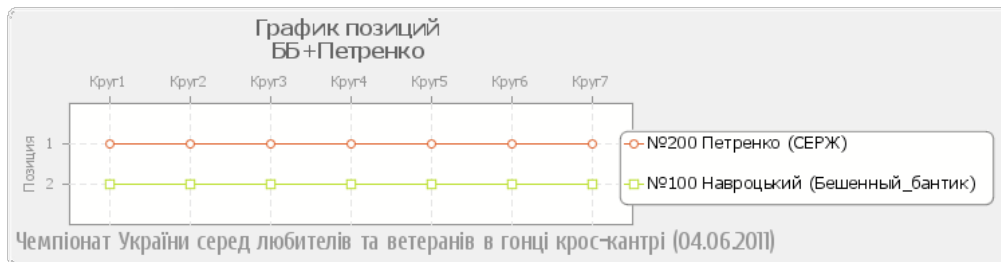 График позиций
ББ+Петренко
Круг1 Круг2 Круг3 Круг4 Круг5 Круг6 Круг7
Позиция
1
2
№200 Петренко (СЕРЖ)
№100 Навроцький (Бешенный_бантик)
Чемпіонат України серед любителів та ветеранів в гонці крос-кантрі (04.06.2011)